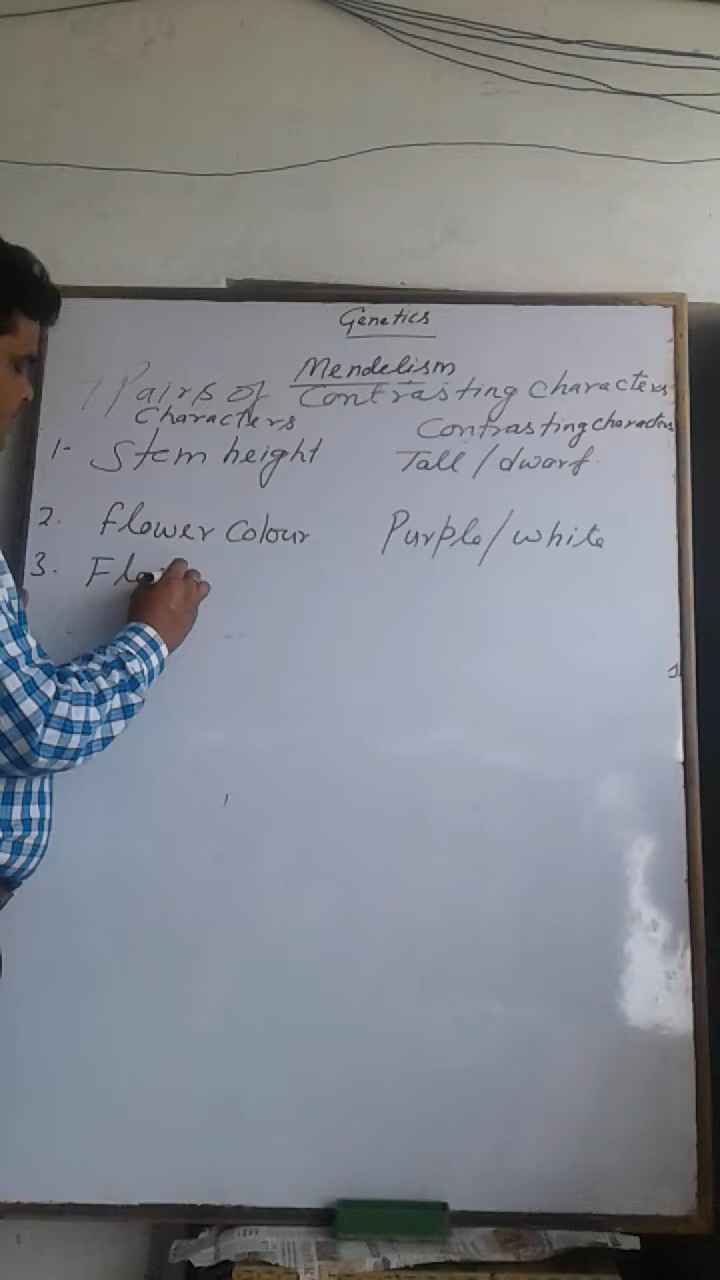 Genetics
Mendelism
7 Pairs of Contrasting characters
Characters Contrasting characters
1- Stem height Tall / dwarf
2. flower colour Purple / white
3. Flo